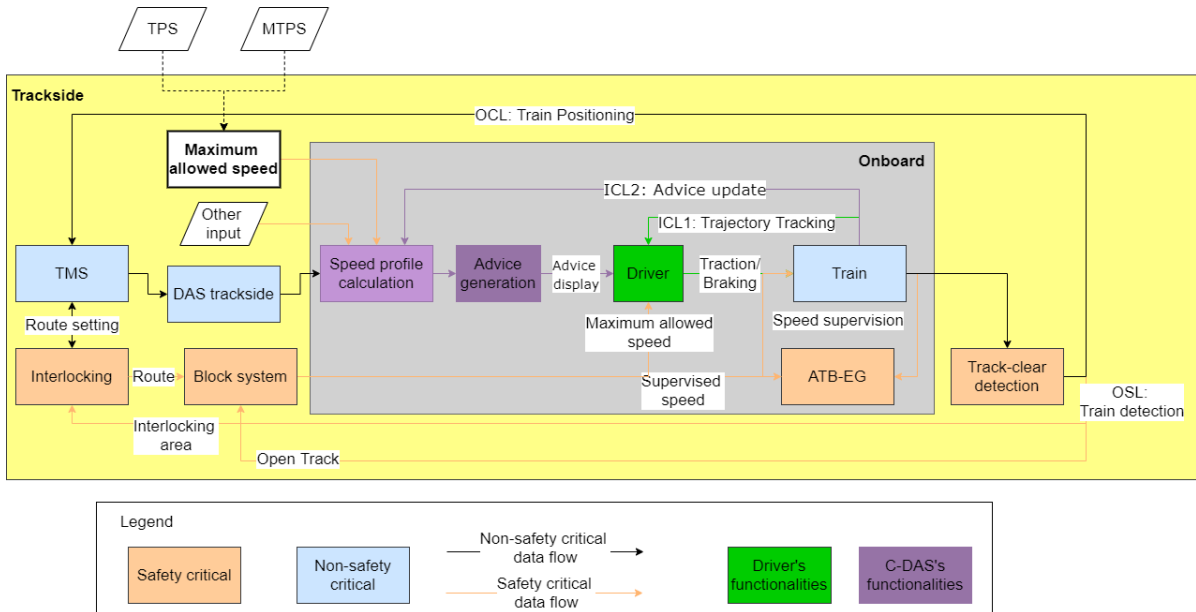 TPS
MTPS
Trackside
OCL: Train Positioning
Maximum
allowed speed
Onboard
ICL2: Advice update
Other
input
ICL1: Trajectory Tracking
TMS
DAS trackside
Speed profile
calculation
Advice
generation
Advice
display
Driver
Traction/
Braking
Train
Route setting
Maximum allowed
speed
Speed supervision
Interlocking
Route
Block system
Supervised
speed
ATB-EG
Track-clear
detection
OSL:
Train detection
Interlocking
area
Open Track
Legend
Safety critical
Non-safety
critical
Non-safety critical
data flow
Safety critical
data flow
Driver's
functionalities
C-DAS's
functionalities